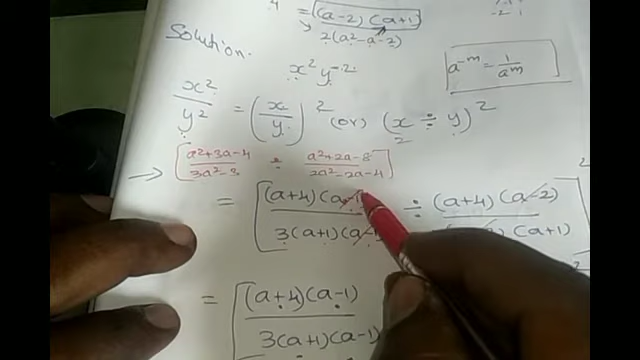 = (a-2)(a+1)
y 2(a²-a-2)
Solution.
x² y⁻²
a⁻ᵐ = 1/aᵐ
x²/y² = (x/y)² (or) (x ÷ y)²
→ [a²+3a-4/3a²-3 ÷ a²+2a-8/2a²-2a-4]²
= [(a+4)(a-1)/3(a+1)(a-1) ÷ (a+4)(a-2)/(a+1)]
= [(a+4)(a-1)/3(a+1)(a-1)